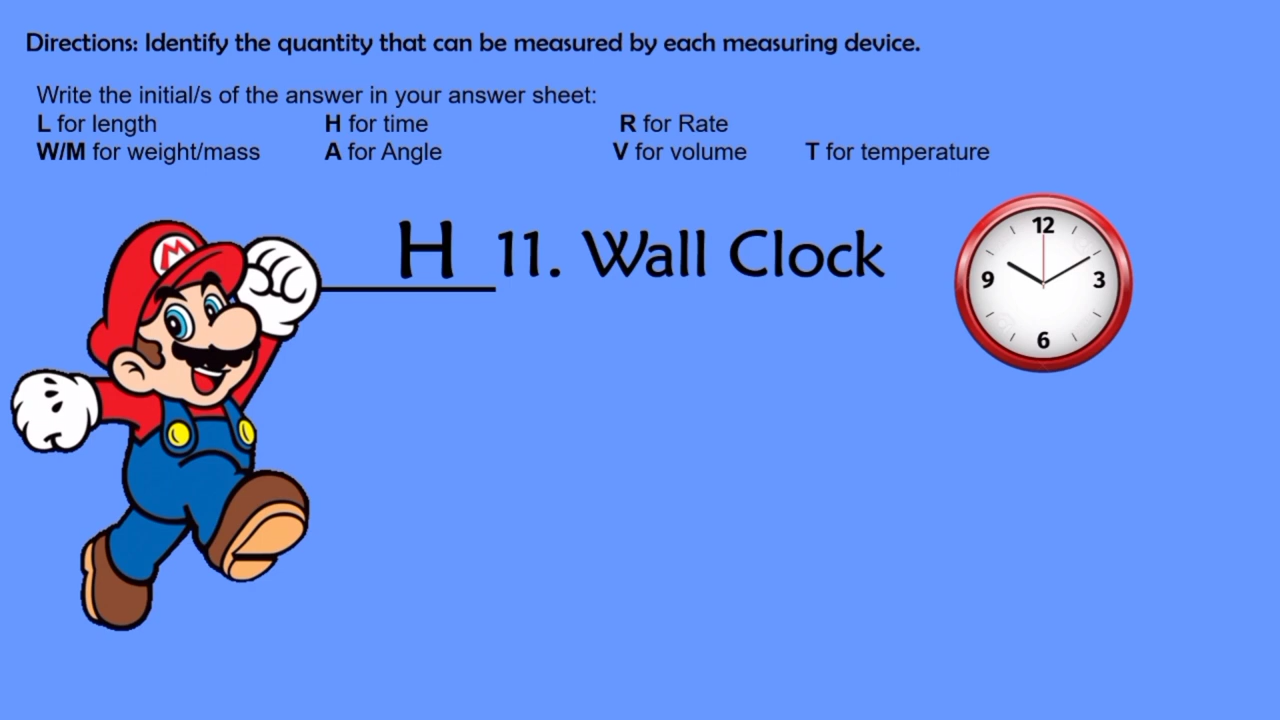 Directions: Identify the quantity that can be measured by each measuring device.
Write the initial/s of the answer in your answer sheet:
L for length H for time R for Rate
W/M for weight/mass A for Angle V for volume T for temperature
M
H 11. Wall Clock
12
9 3
6